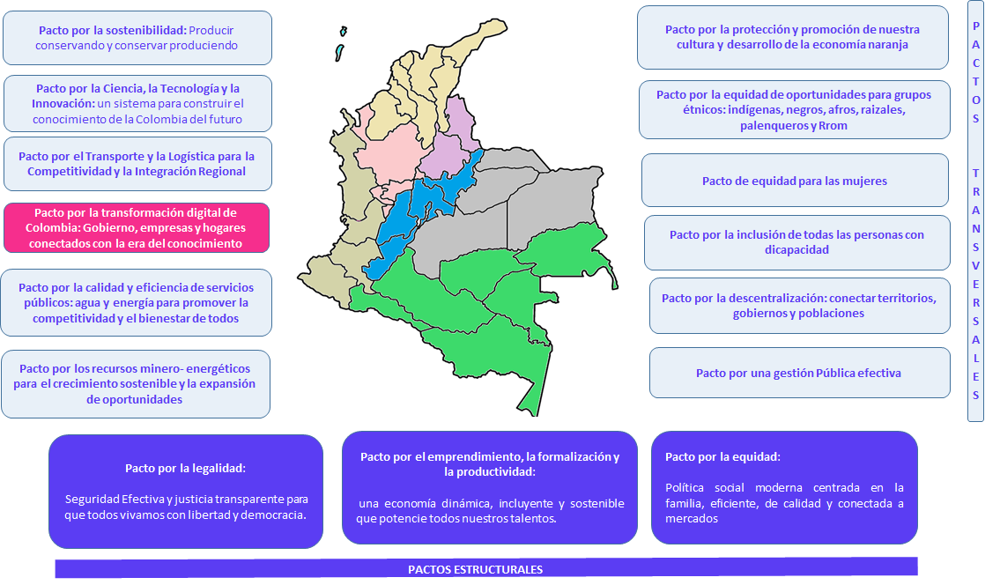 Pacto por la sostenibilidad: Producir
conservando y conservar produciendo
Pacto por la Ciencia, la Tecnología y la
Innovación: un sistema para construir el
conocimiento de la Colombia del futuro
Pacto por el Transporte y la Logística para la
Competitividad y la Integración Regional
Pacto por la transformación digital de
Colombia: Gobierno, empresas y hogares
conectados con la era del conocimiento
Pacto por la calidad y eficiencia de servicios
públicos: agua y energía para promover la
competitividad y el bienestar de todos
Pacto por los recursos minero- energéticos
para el crecimiento sostenible y la expansión
de oportunidades
Pacto por la protección y promoción de nuestra
cultura y desarrollo de la economía naranja
Pacto por la equidad de oportunidades para grupos
étnicos: indígenas, negros, afros, raizales,
palenqueros y Rrom
Pacto de equidad para las mujeres
Pacto por la inclusión de todas las personas con
dicapacidad
Pacto por la descentralización: conectar territorios,
gobiernos y poblaciones
Pacto por una gestión Pública efectiva
PACTOS TRANSVERSALES
Pacto por la legalidad:
Seguridad Efectiva y justicia transparente para
que todos vivamos con libertad y democracia.
Pacto por el emprendimiento, la formalización y
la productividad:
una economía dinámica, incluyente y sostenible
que potencie todos nuestros talentos.
Pacto por la equidad:
Política social moderna centrada en la
familia, eficiente, de calidad y conectada a
mercados
PACTOS ESTRUCTURALES